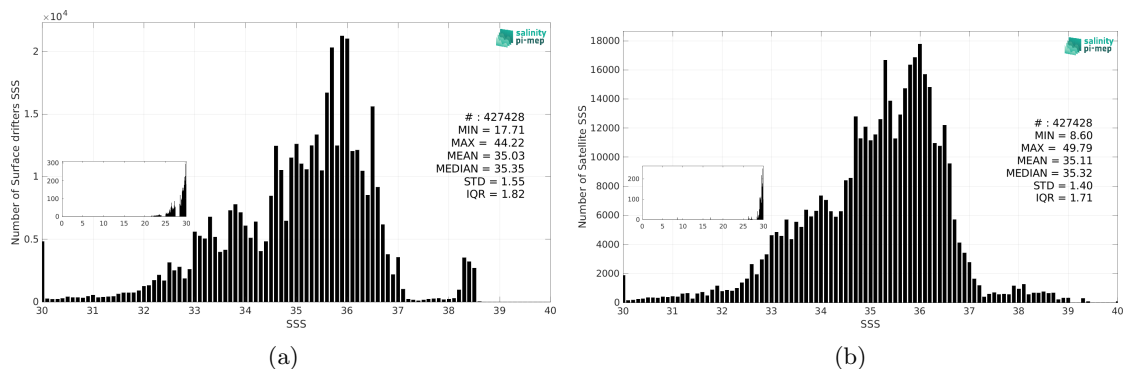 ×10⁴
2
1.5
1
0.5
0
Number of Surface drifters SSS
salinity
pi-mep
# : 427428
MIN = 17.71
MAX = 44.22
MEAN = 35.03
MEDIAN = 35.35
STD = 1.55
IQR = 1.82
300
200
100
0
0 5 10 15 20 25 30
30 31 32 33 34 35 36 37 38 39 40
SSS
(a)
18000
16000
14000
12000
10000
8000
6000
4000
2000
0
Number of Satellite SSS
salinity
pi-mep
# : 427428
MIN = 8.60
MAX = 49.79
MEAN = 35.11
MEDIAN = 35.32
STD = 1.40
IQR = 1.71
200
100
0
0 5 10 15 20 25 30
30 31 32 33 34 35 36 37 38 39 40
SSS
(b)